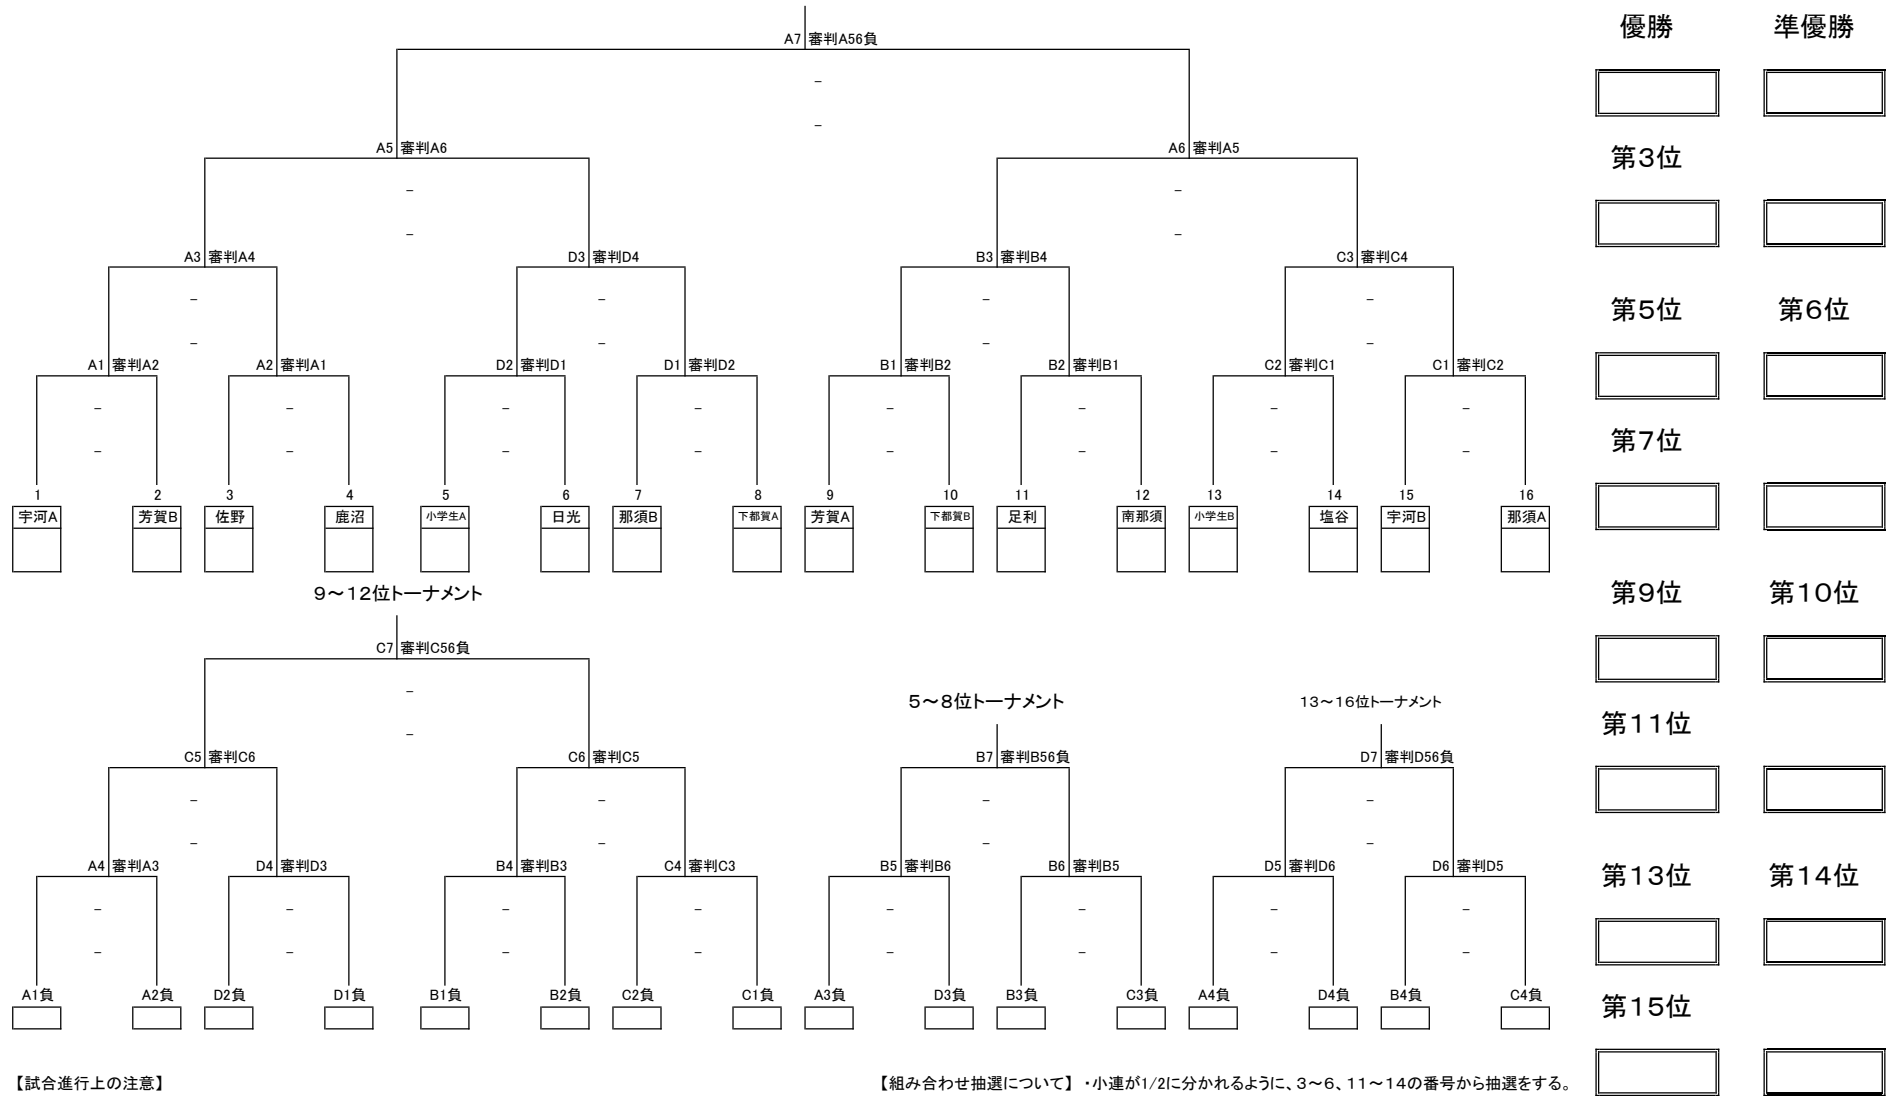 優勝 準優勝
A7 審判A56負
－
－
A5 審判A6 A6 審判A5
第3位
－ －
－ －
A3 審判A4 D3 審判D4 B3 審判B4 C3 審判C4
－ － － －
第5位 第6位
－ － － －
A1 審判A2 A2 審判A1 D2 審判D1 D1 審判D2 B1 審判B2 B2 審判B1 C2 審判C1 C1 審判C2
－ － － － － － － －
第7位
－ － － － － － － －
1 2 3 4 5 6 7 8 9 10 11 12 13 14 15 16
宇河A 芳賀B 佐野 鹿沼 小学生A 日光 那須B 下都賀A 芳賀A 下都賀B 足利 南那須 小学生B 塩谷 宇河B 那須A
9～12位トーナメント
第9位 第10位
C7 審判C56負
－
5～8位トーナメント 13～16位トーナメント
第11位
－
C5 審判C6 C6 審判C5 B7 審判B56負 D7 審判D56負
－ － － －
－ － － －
A4 審判A3 D4 審判D3 B4 審判B3 C4 審判C3 B5 審判B6 B6 審判B5 D5 審判D6 D6 審判D5
第13位 第14位
－ － － － － － － －
－ － － － － － － －
A1負 A2負 D2負 D1負 B1負 B2負 C2負 C1負 A3負 D3負 B3負 C3負 A4負 D4負 B4負 C4負
第15位
【試合進行上の注意】 【組み合わせ抽選について】 ・小連が1/2に分かれるように、3～6、11～14の番号から抽選をする。